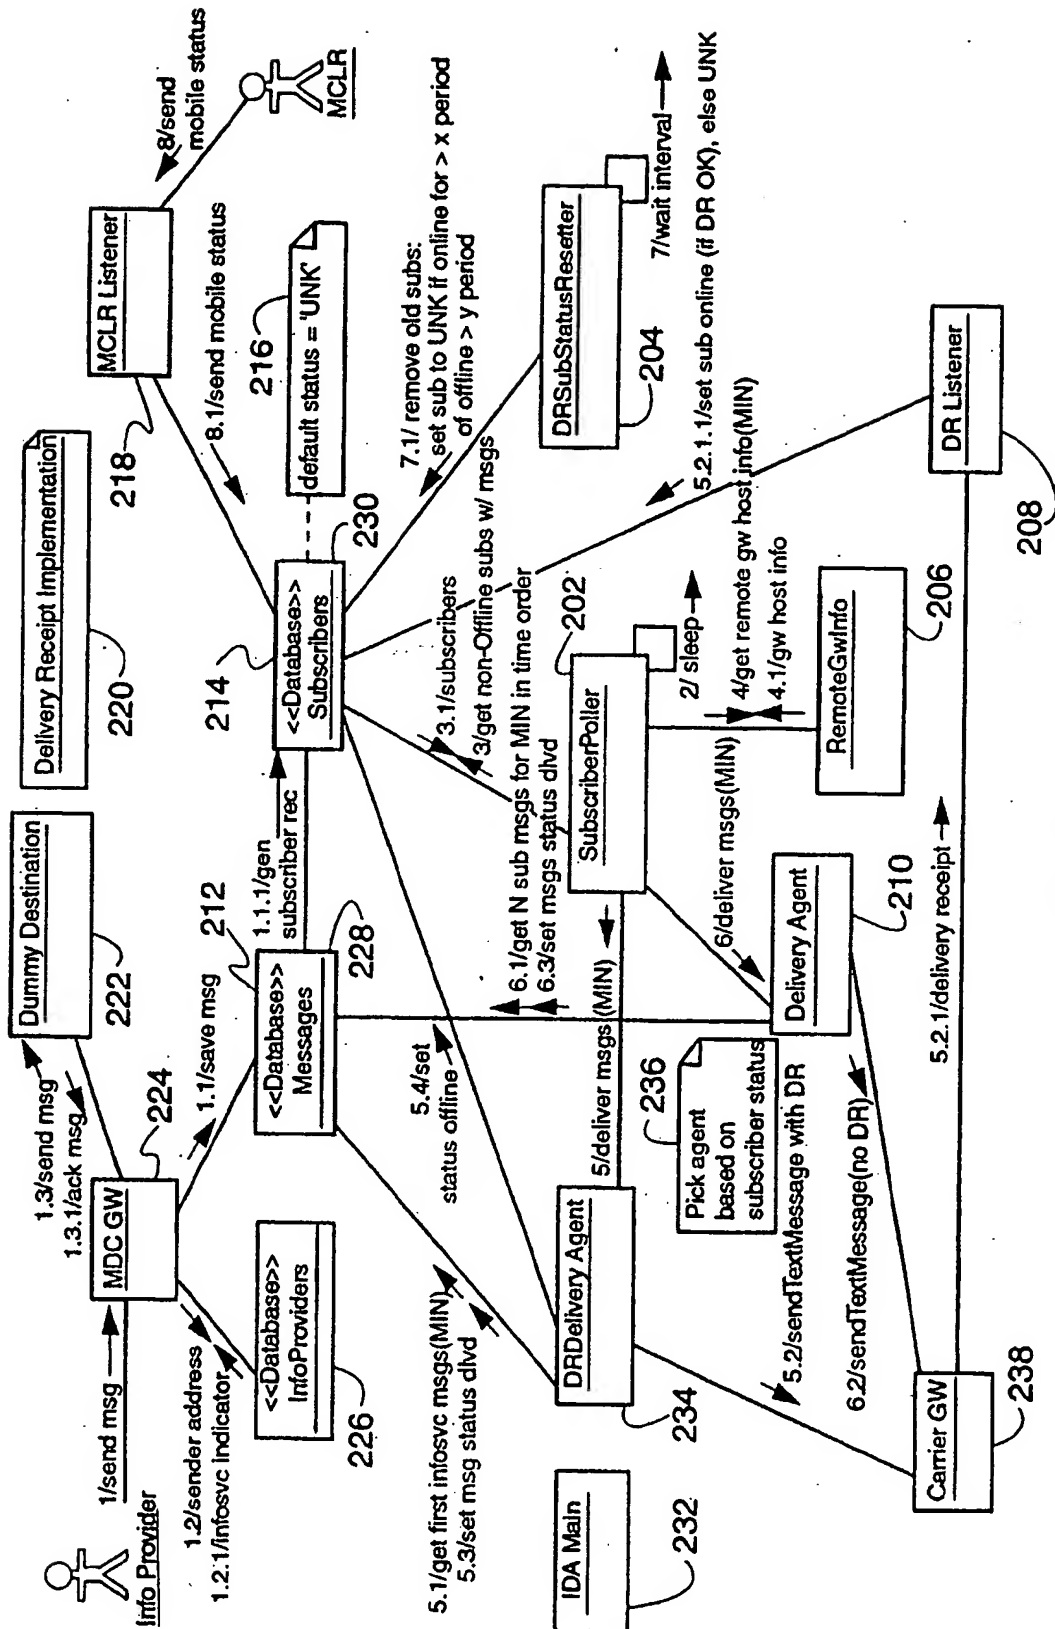 Info Provider
1/send msg
MDC GW
224
1.3/send msg
1.3.1/ack msg
Dummy Destination
222
Delivery Receipt Implementation
220
MCLR Listener
218
8/send
mobile status
MCLR
1.2/sender address
1.2.1/infosvc indicator
<<Database>>
InfoProviders
226
1.1/save msg
<<Database>>
Messages
212
228
1.1.1/gen
subscriber rec
<<Database>>
Subscribers
214
230
8.1/send mobile status
216
default status = 'UNK'
7.1/ remove old subs:
set sub to UNK if online for > x period
of offline > y period
5.1/get first infosvc msgs(MIN)
5.3/set msg status dlvd
5.4/set
status offline
6.1/get N sub msgs for MIN in time order
6.3/set msgs status dlvd
3.1/subscribers
3/get non-Offline subs w/ msgs
IDA Main
232
DRDelivery Agent
234
5/deliver msgs (MIN)
SubscriberPoller
202
2/ sleep
DRSubStatusResetter
204
7/wait interval
5.2.1.1/set sub online (if DR OK), else UNK
236
Pick agent
based on
subscriber status
6/deliver msgs(MIN)
4/get remote gw host info(MIN)
4.1/gw host info
5.2/sendTextMessage with DR
6.2/sendTextMessage(no DR)
Delivery Agent
210
RemoteGwInfo
206
Carrier GW
238
5.2.1/delivery receipt
DR Listener
208